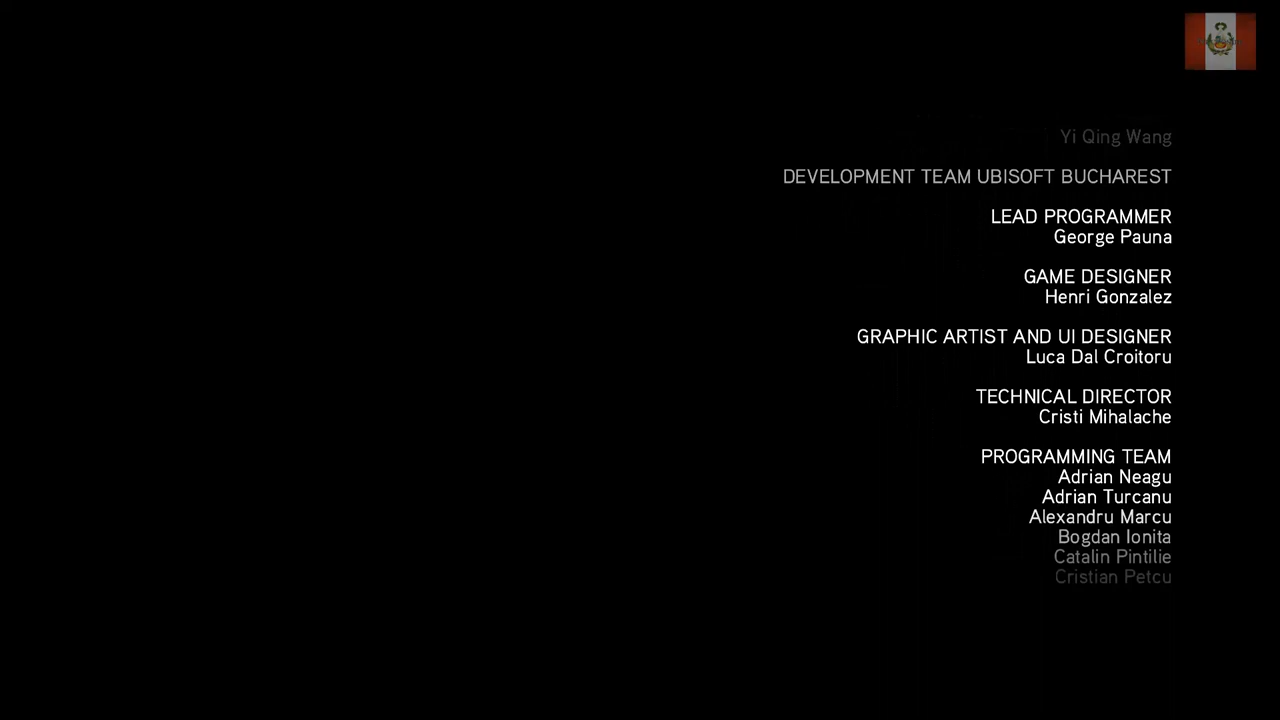 Yi Qing Wang
DEVELOPMENT TEAM UBISOFT BUCHAREST
LEAD PROGRAMMER
George Pauna
GAME DESIGNER
Henri Gonzalez
GRAPHIC ARTIST AND UI DESIGNER
Luca Dal Croitoru
TECHNICAL DIRECTOR
Cristi Mihalache
PROGRAMMING TEAM
Adrian Neagu
Adrian Turcanu
Alexandru Marcu
Bogdan Ionita
Catalin Pintilie
Cristian Petcu